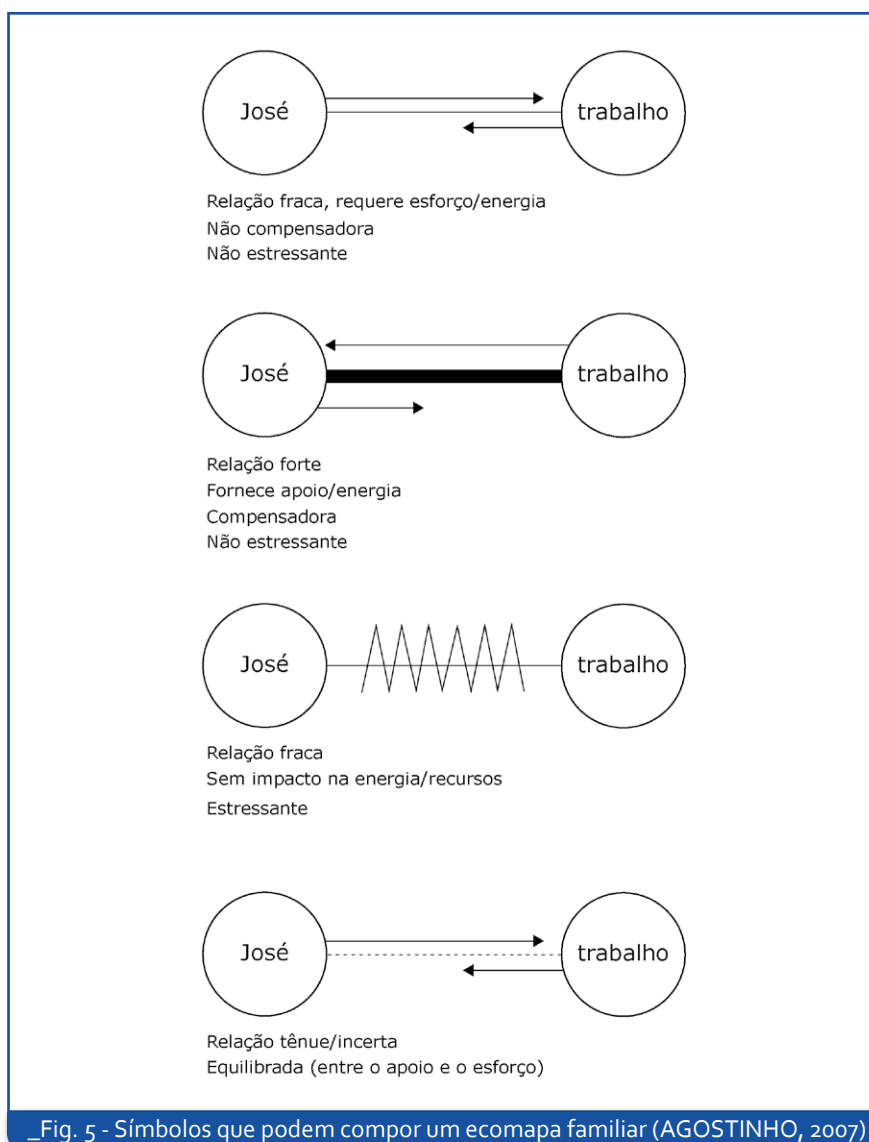 José trabalho
Relação fraca, requere esforço/energia
Não compensadora
Não estressante
José trabalho
Relação forte
Fornece apoio/energia
Compensadora
Não estressante
José trabalho
Relação fraca
Sem impacto na energia/recursos
Estressante
José trabalho
Relação tênue/incerta
Equilibrada (entre o apoio e o esforço)
_Fig. 5 - Símbolos que podem compor um ecomapa familiar (AGOSTINHO, 2007)